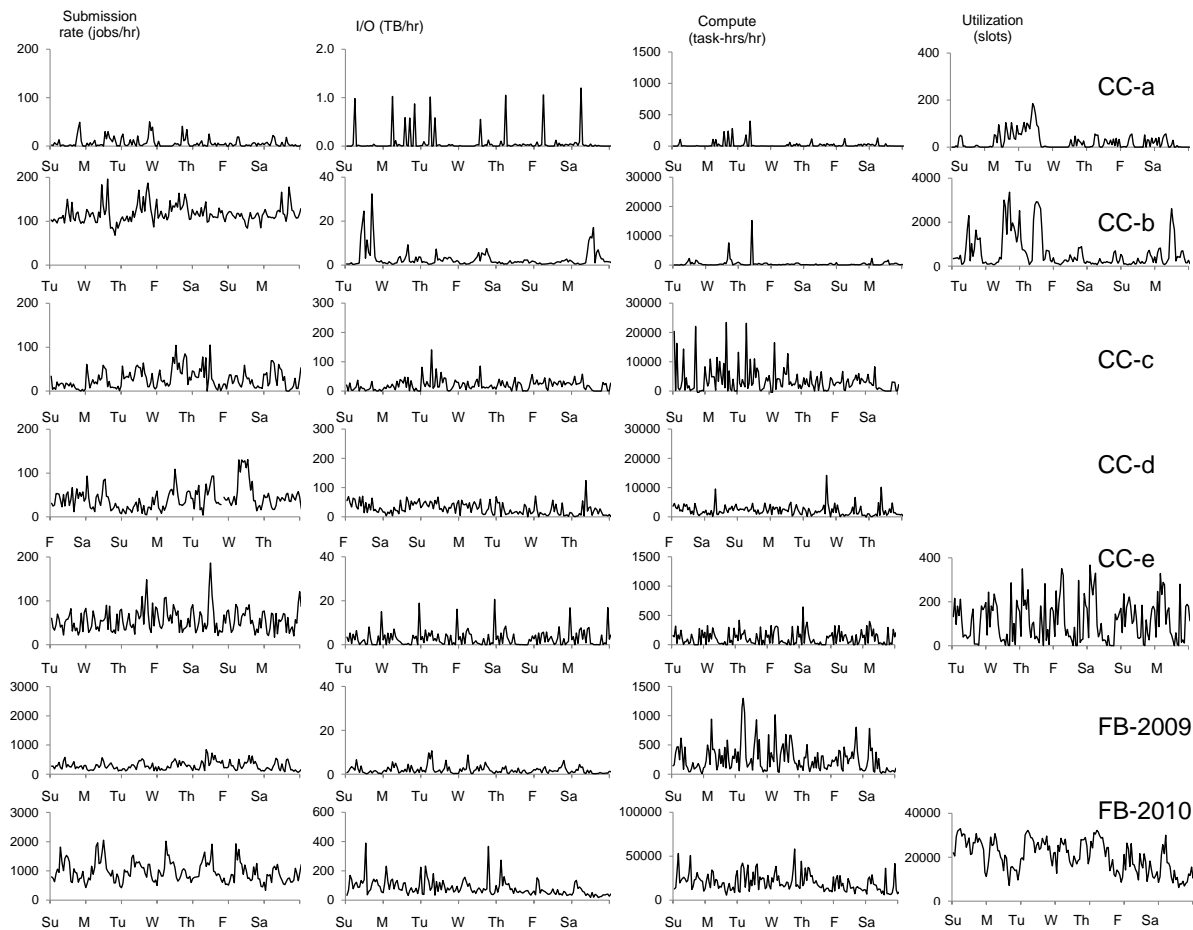 Submission
rate (jobs/hr)
I/O (TB/hr)
Compute
(task-hrs/hr)
Utilization
(slots)
200
100
0
Su M Tu W Th F Sa
2.0
1.0
0.0
Su M Tu W Th F Sa
1500
1000
500
0
Su M Tu W Th F Sa
400
200
0
Su M Tu W Th F Sa
CC-a
200
100
0
Tu W Th F Sa Su M
40
20
0
Tu W Th F Sa Su M
30000
20000
10000
0
Tu W Th F Sa Su M
4000
2000
0
Tu W Th F Sa Su M
CC-b
200
100
0
Su M Tu W Th F Sa
300
200
100
0
Su M Tu W Th F Sa
30000
20000
10000
0
Su M Tu W Th F Sa
CC-c
200
100
0
F Sa Su M Tu W Th
300
200
100
0
F Sa Su M Tu W Th
30000
20000
10000
0
F Sa Su M Tu W Th
CC-d
200
100
0
Tu W Th F Sa Su M
40
20
0
Tu W Th F Sa Su M
1500
1000
500
0
Tu W Th F Sa Su M
400
200
0
Tu W Th F Sa Su M
CC-e
3000
2000
1000
0
Su M Tu W Th F Sa
40
20
0
Su M Tu W Th F Sa
1500
1000
500
0
Su M Tu W Th F Sa
FB-2009
3000
2000
1000
0
Su M Tu W Th F Sa
600
400
200
0
Su M Tu W Th F Sa
100000
50000
0
Su M Tu W Th F Sa
40000
20000
0
Su M Tu W Th F Sa
FB-2010